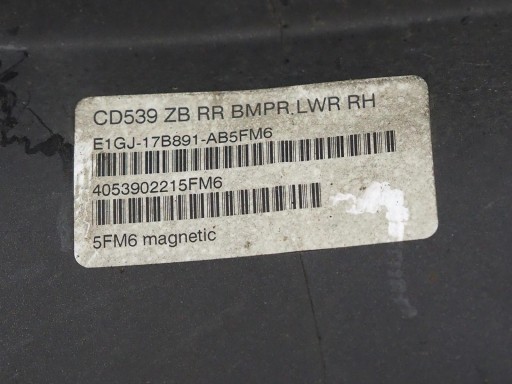 CD539 ZB RR BMPR LWR RH
E1GJ-17B891-AB5FM6
4053902215FM6
5FM6 magnetic